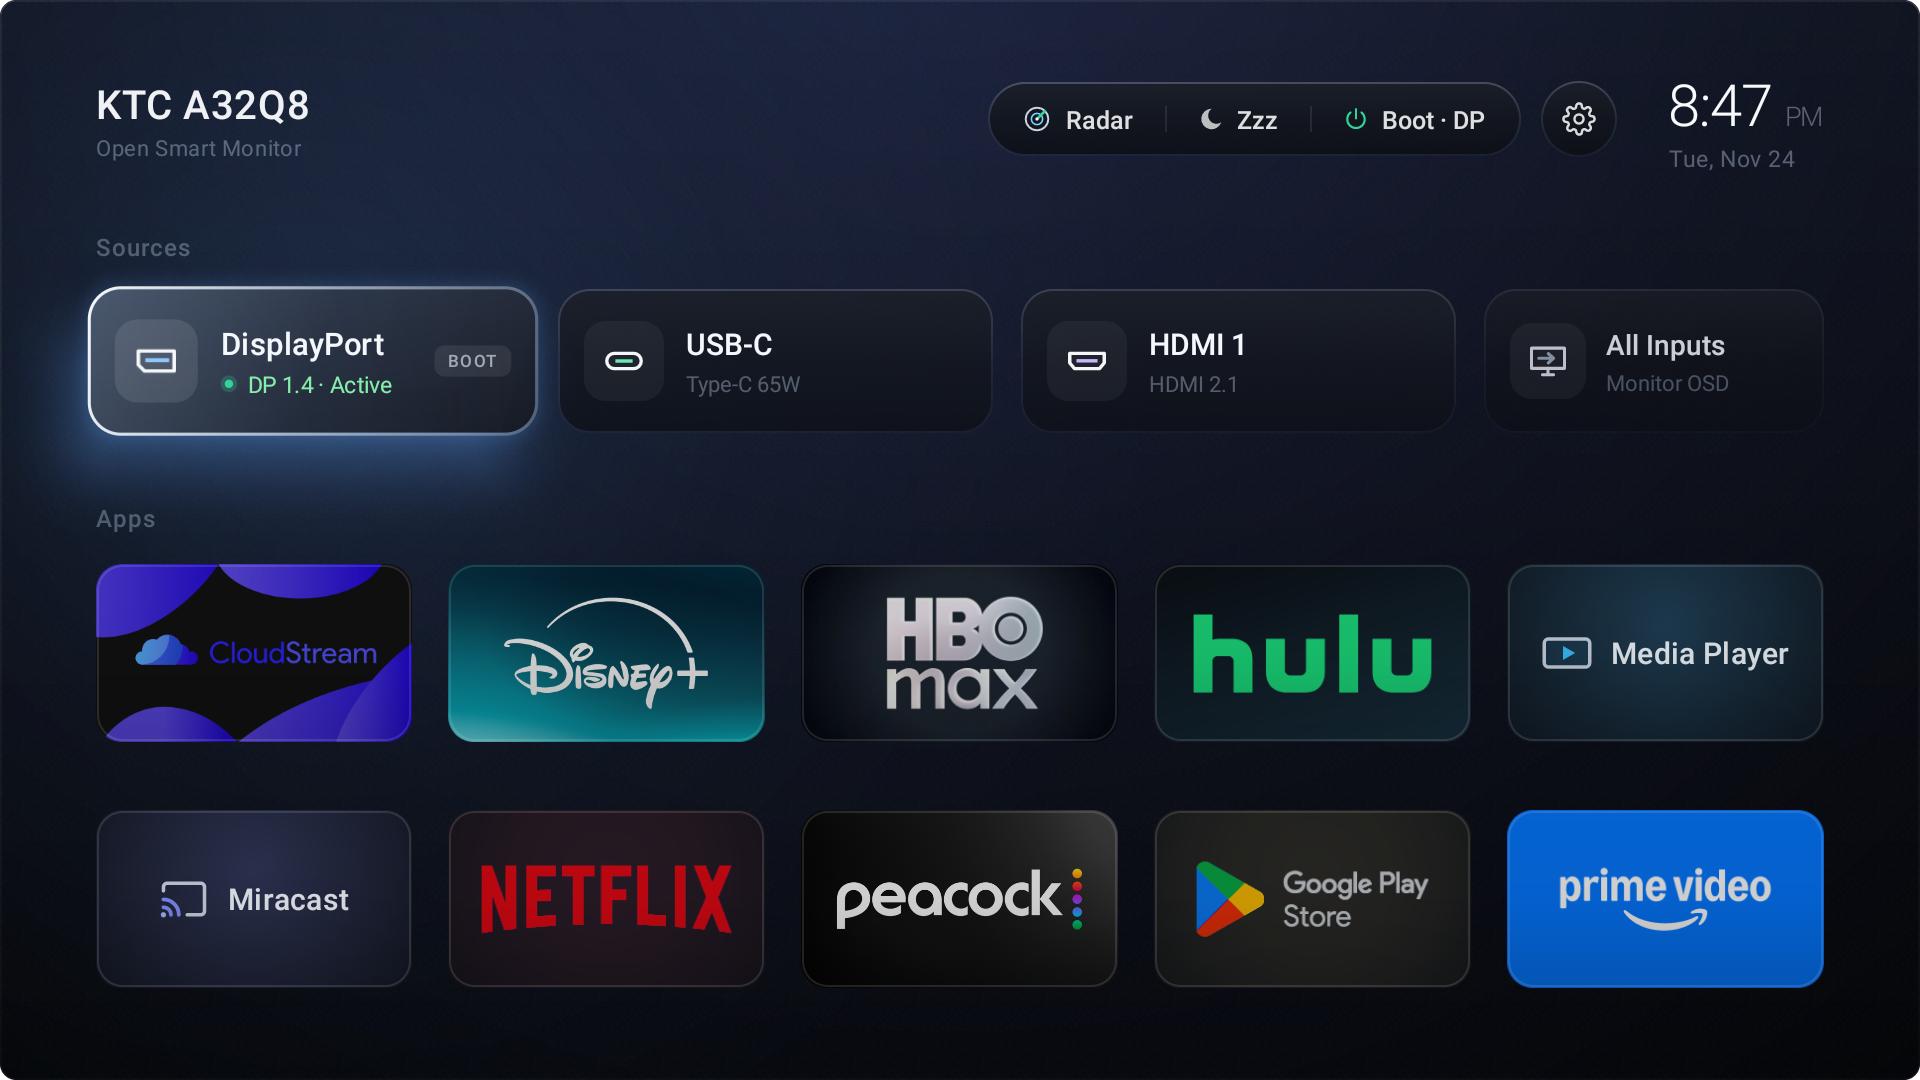 KTC A32Q8
Open Smart Monitor
Radar
Zzz
Boot · DP
8:47 PM
Tue, Nov 24
Sources
DisplayPort
DP 1.4 · Active
BOOT
USB-C
Type-C 65W
HDMI 1
HDMI 2.1
All Inputs
Monitor OSD
Apps
CloudStream
Disney+
HBO
max
hulu
Media Player
Miracast
NETFLIX
peacock
Google Play
Store
prime video